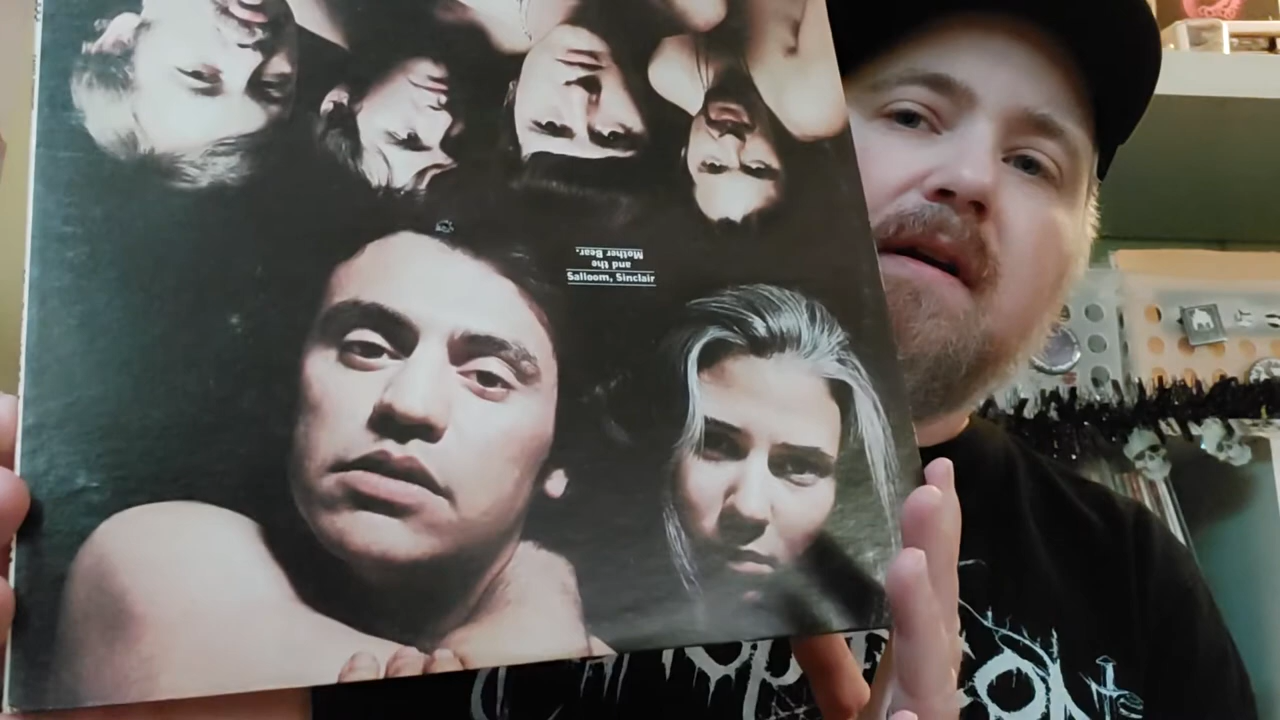 Salloom, Sinclair
and the
Mother Bear.